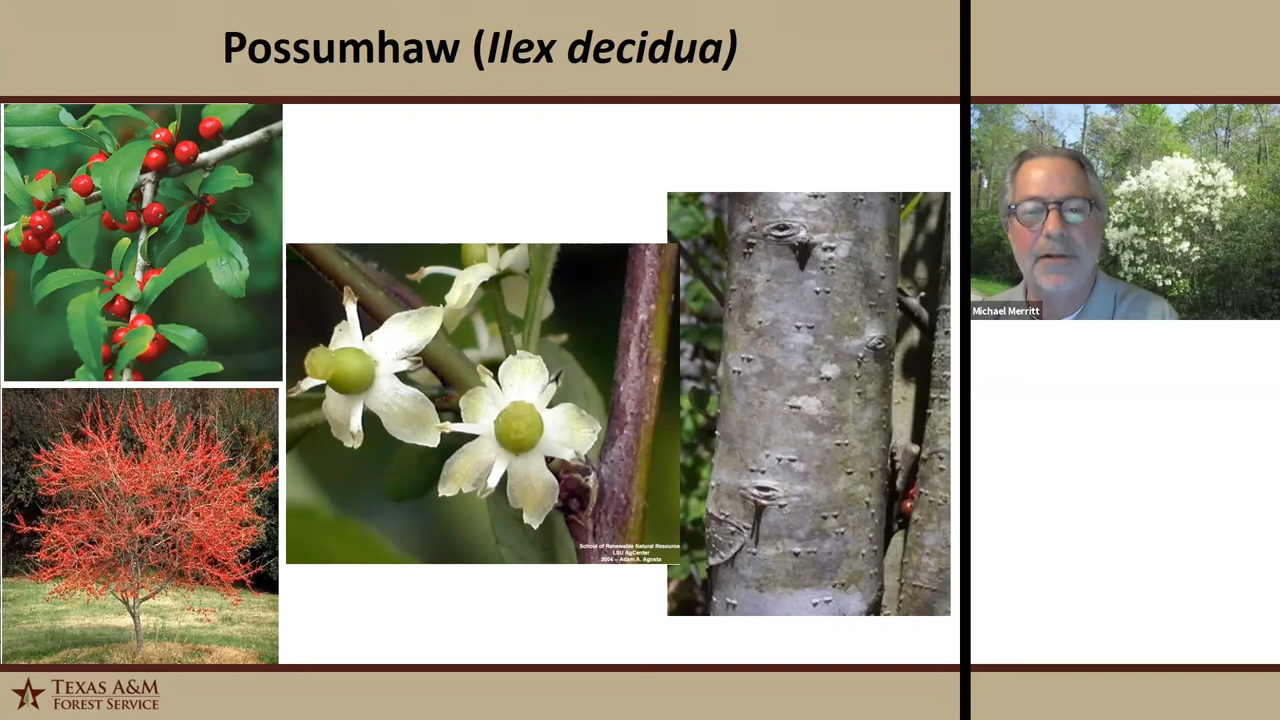 Possumhaw (Ilex decidua)
Michael Merritt
School of Renewable Natural Resource
LSU AgCenter
2004 -- Adam A. Agosta
TEXAS A&M
FOREST SERVICE